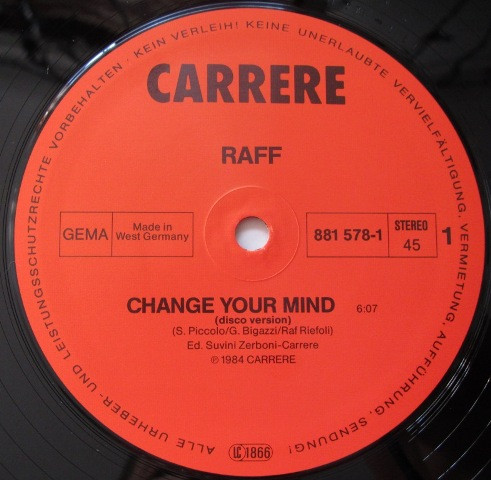 ALLE URHEBER- UND LEISTUNGSSCHUTZRECHTE VORBEHALTEN · KEIN VERLEIH! KEINE UNERLAUBTE VERVIELFÄLTIGUNG, VERMIETUNG, AUFFÜHRUNG, SENDUNG!
CARRERE
RAFF
GEMA
Made in
West Germany
881 578-1
STEREO
45
1
CHANGE YOUR MIND 6:07
(disco version)
(S. Piccolo/G. Bigazzi/Raf Riefoli)
Ed. Suvini Zerboni-Carrere
℗ 1984 CARRERE
LC 1866